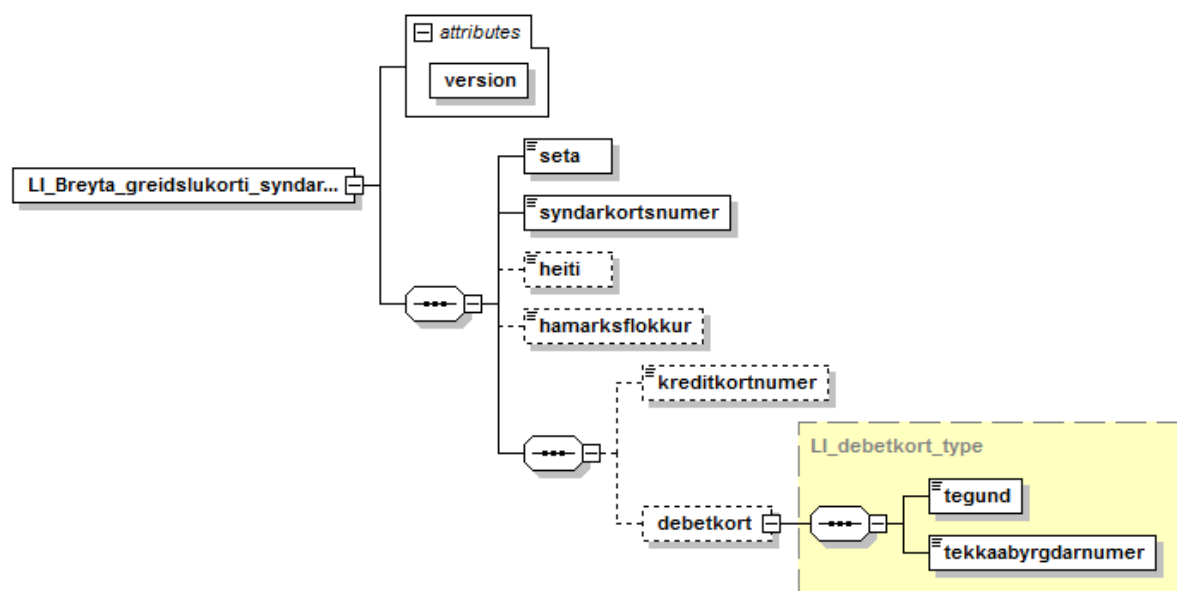 attributes
version
LI_Breyta_greidslukorti_syndar...
seta
syndarkortsnumer
heiti
hamarksflokkur
kreditkortnumer
LI_debetkort_type
tegund
debetkort
tekkaabyrgdarnumer